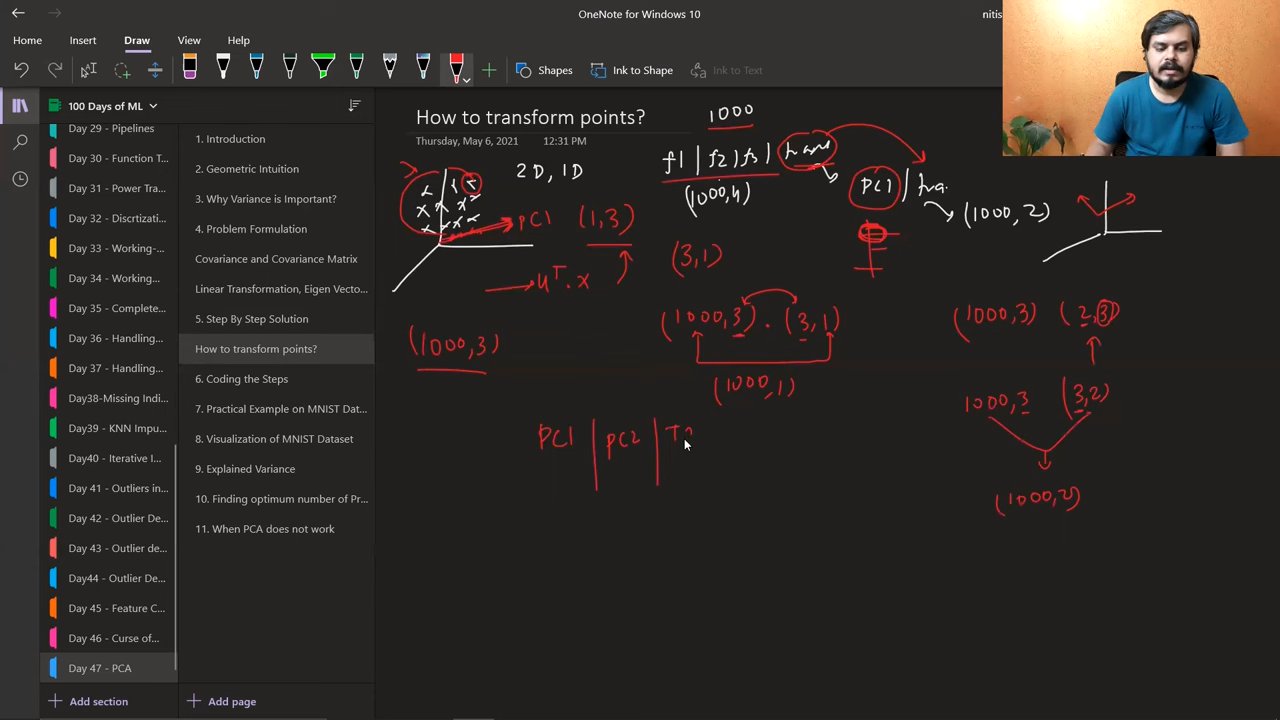 OneNote for Windows 10
nitis
Home Insert Draw View Help
Shapes Ink to Shape Ink to Text
100 Days of ML
Day 29 - Pipelines
Day 30 - Function T
Day 31 - Power Tra
Day 32 - Discrtizati
Day 33 - Working-
Day 34 - Working
Day 35 - Complete
Day 36 - Handling
Day 37 - Handling
Day38-Missing Indi
Day39 - KNN Impu
Day40 - Iterative I
Day 41 - Outliers in
Day 42 - Outlier De
Day 43 - Outlier de
Day44 - Outlier De
Day 45 - Feature C
Day 46 - Curse of
Day 47 - PCA
Add section
1. Introduction
2. Geometric Intuition
3. Why Variance is Important?
4. Problem Formulation
Covariance and Covariance Matrix
Linear Transformation, Eigen Vecto
5. Step By Step Solution
How to transform points?
6. Coding the Steps
7. Practical Example on MNIST Dat
8. Visualization of MNIST Dataset
9. Explained Variance
10. Finding optimum number of Pr
11. When PCA does not work
Add page
How to transform points?
Thursday, May 6, 2021 12:31 PM
1000
2D, 1D
f1 | f2 | f3 |
(1000,4)
PC1 |
(1000,2)
PC1 (1,3)
(3,1)
uᵀ.x
(1000,3)
(1000,3) . (3,1)
(1000,1)
(1000,3) (2,3)
1000,3 (3,2)
(1000,2)
PC1 | PC2 |